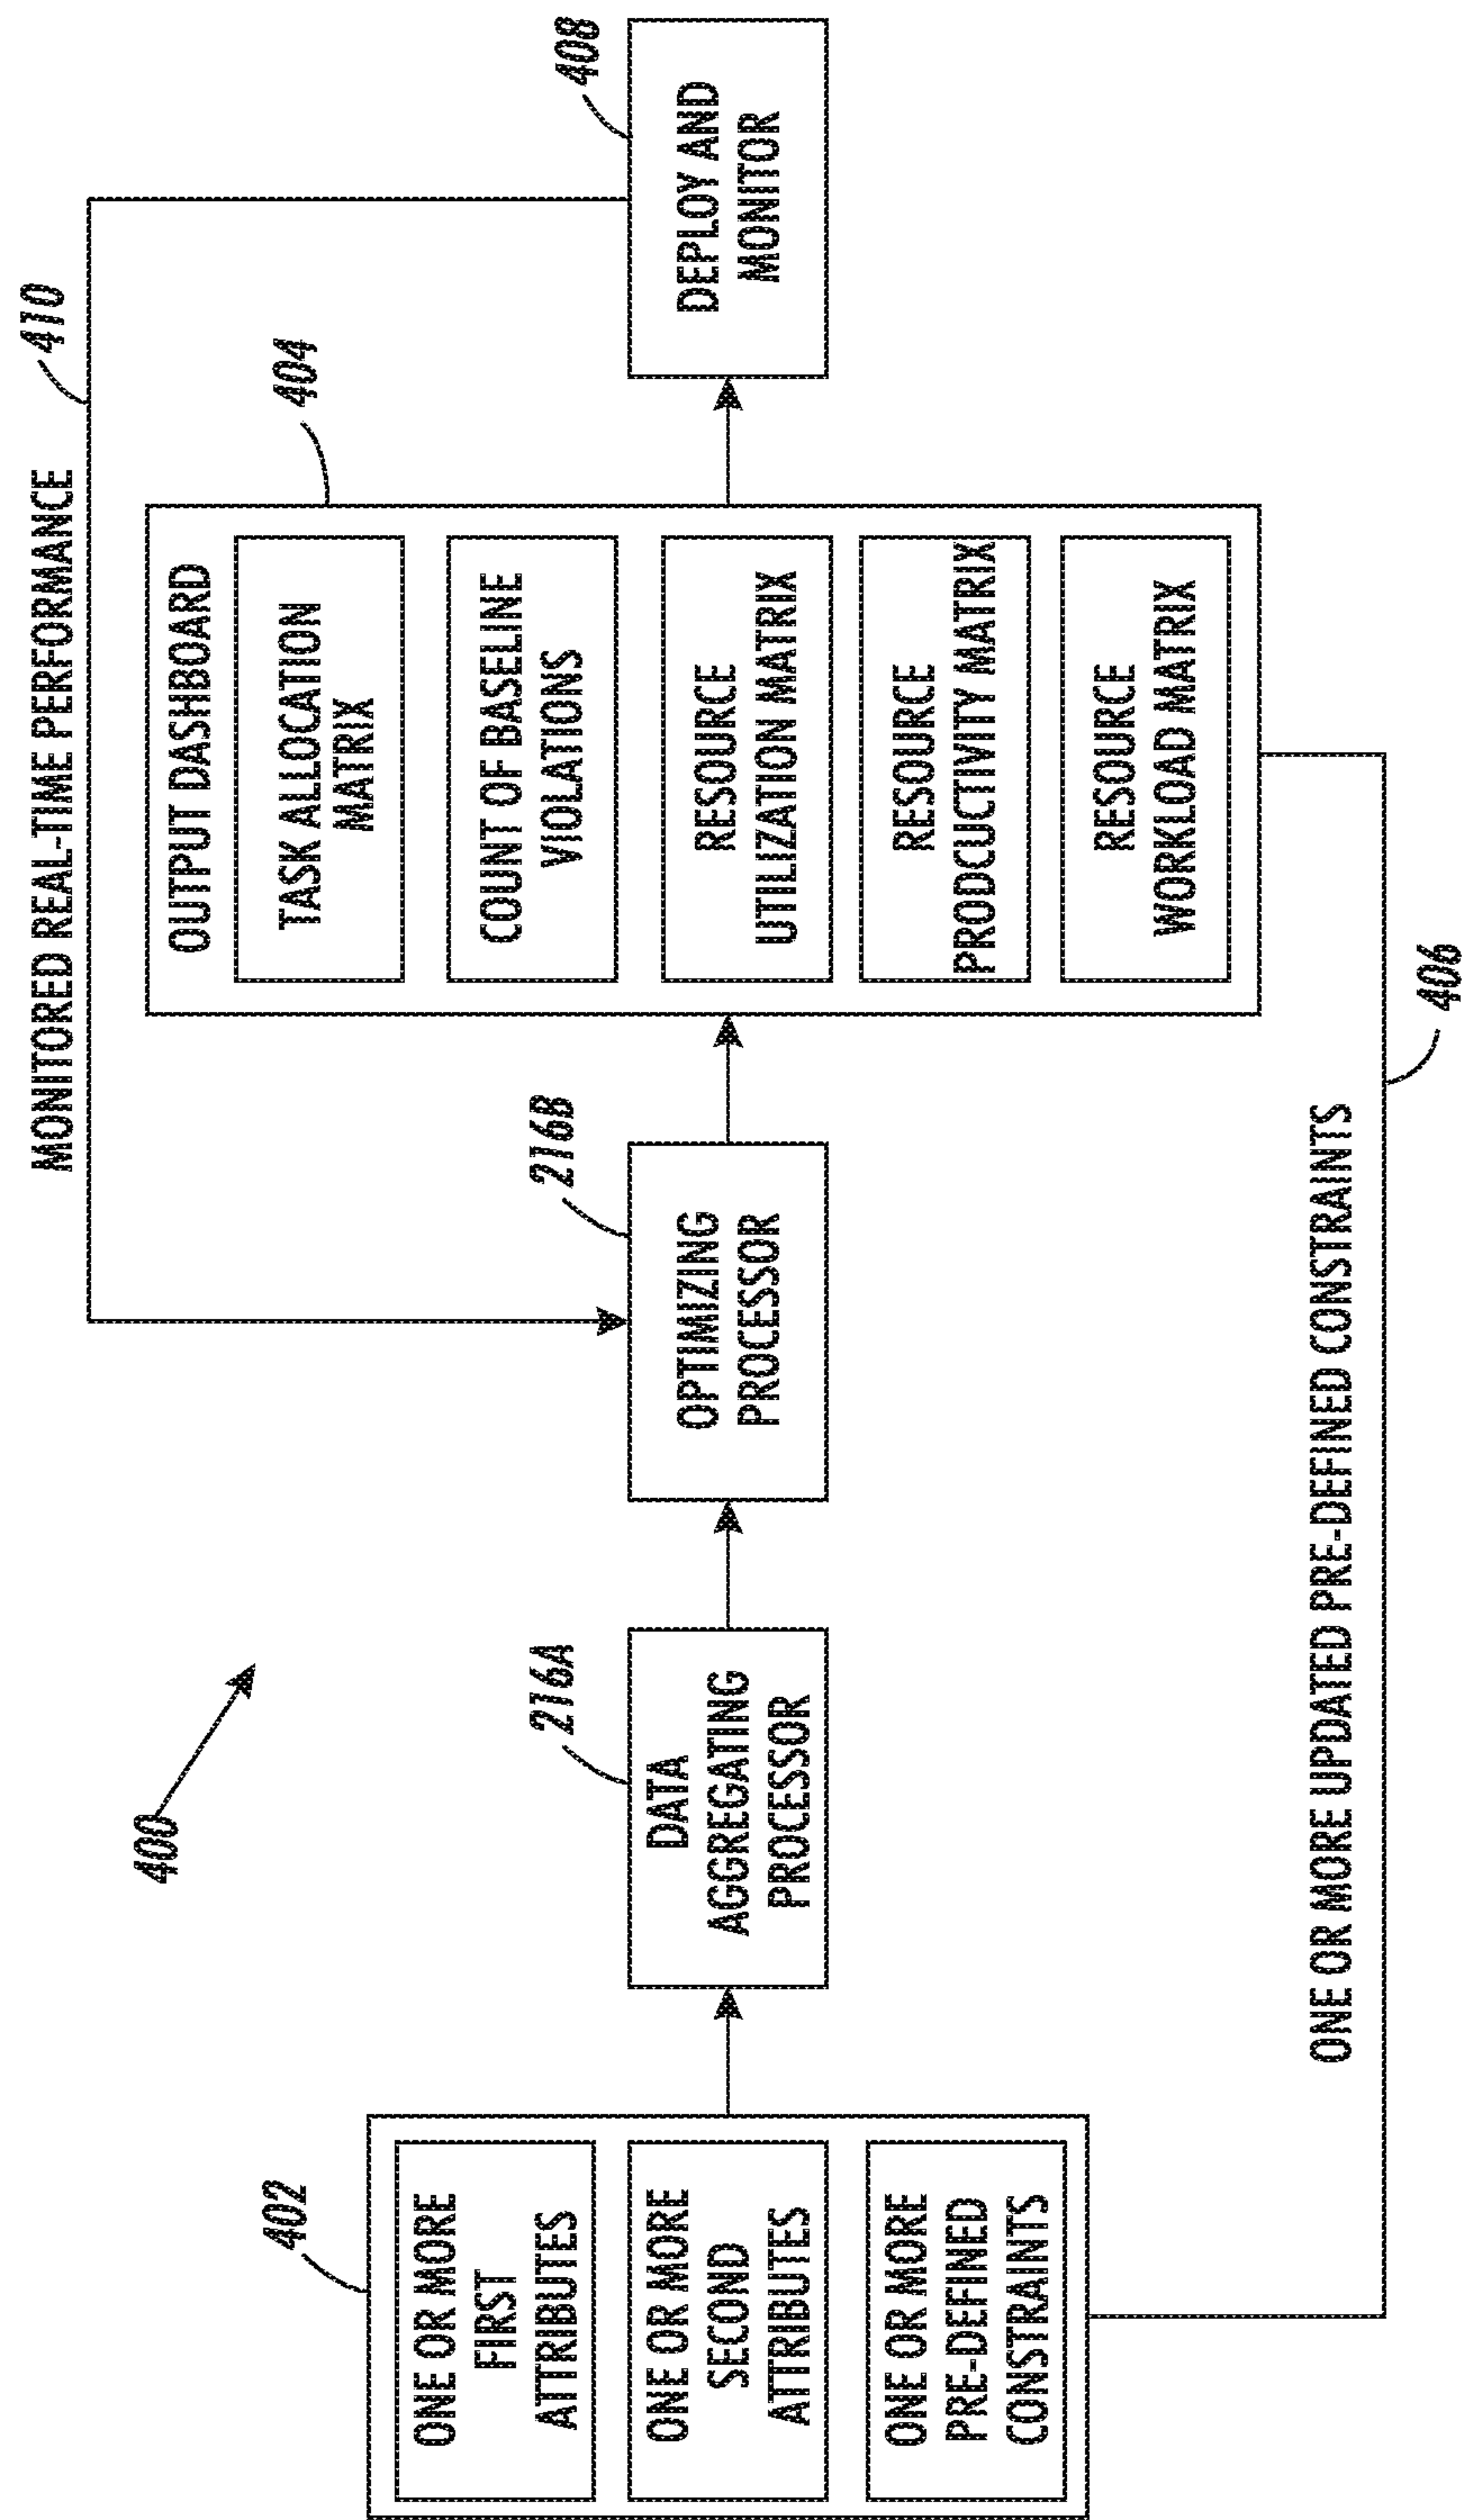 410
MONITORED REAL-TIME PERFORMANCE
400
402
ONE OR MORE
FIRST
ATTRIBUTES
ONE OR MORE
SECOND
ATTRIBUTES
ONE OR MORE
PRE-DEFINED
CONSTRAINTS
216A
DATA
AGGREGATING
PROCESSOR
216B
OPTIMIZING
PROCESSOR
404
OUTPUT DASHBOARD
TASK ALLOCATION
MATRIX
COUNT OF BASELINE
VIOLATIONS
RESOURCE
UTILIZATION MATRIX
RESOURCE
PRODCUCTIVITY MATRIX
RESOURCE
WORKLOAD MATRIX
408
DEPLOY AND
MONITOR
ONE OR MORE UPDATED PRE-DEFINED CONSTRAINTS
406